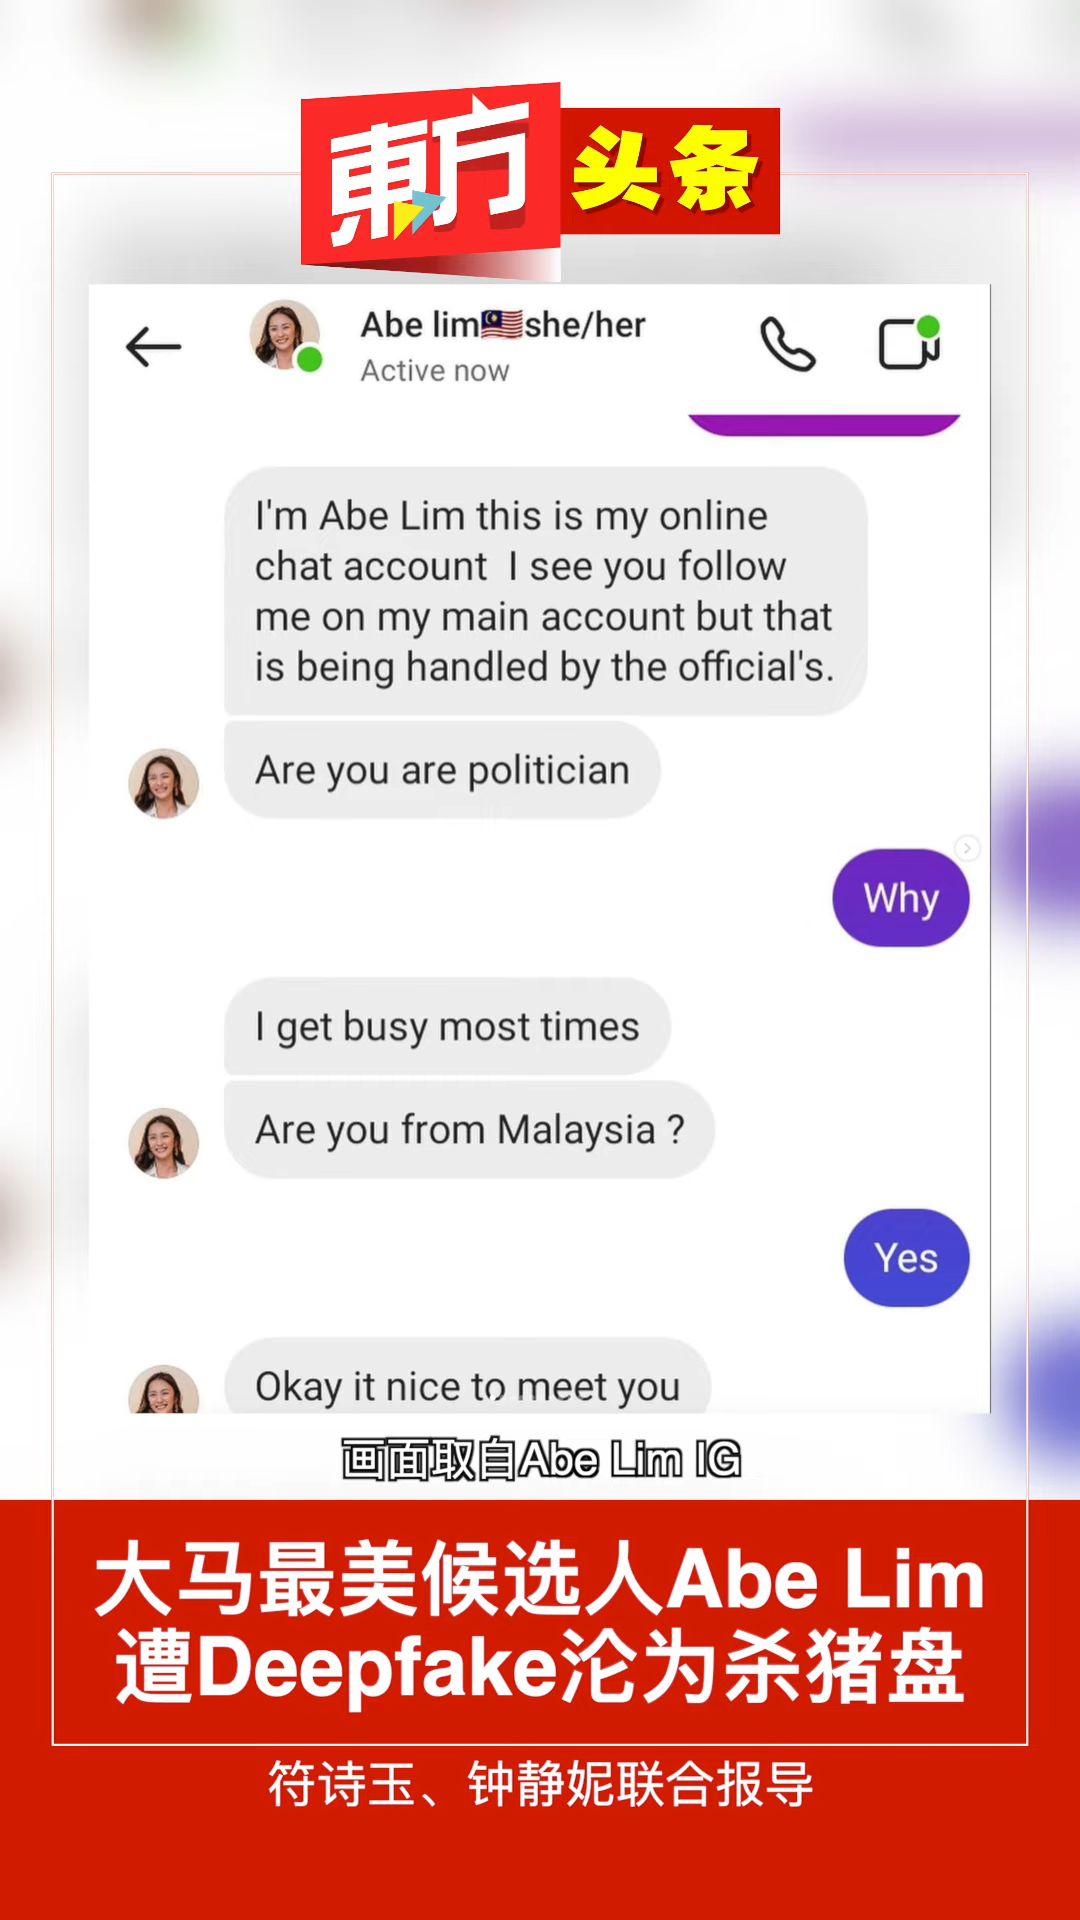 東方头条
Abe lim🇲🇾she/her
Active now
I'm Abe Lim this is my online
chat account I see you follow
me on my main account but that
is being handled by the official's.
Are you are politician
Why
I get busy most times
Are you from Malaysia ?
Yes
Okay it nice to meet you
画面取自Abe Lim IG
大马最美候选人Abe Lim
遭Deepfake沦为杀猪盘
符诗玉、钟静妮联合报导